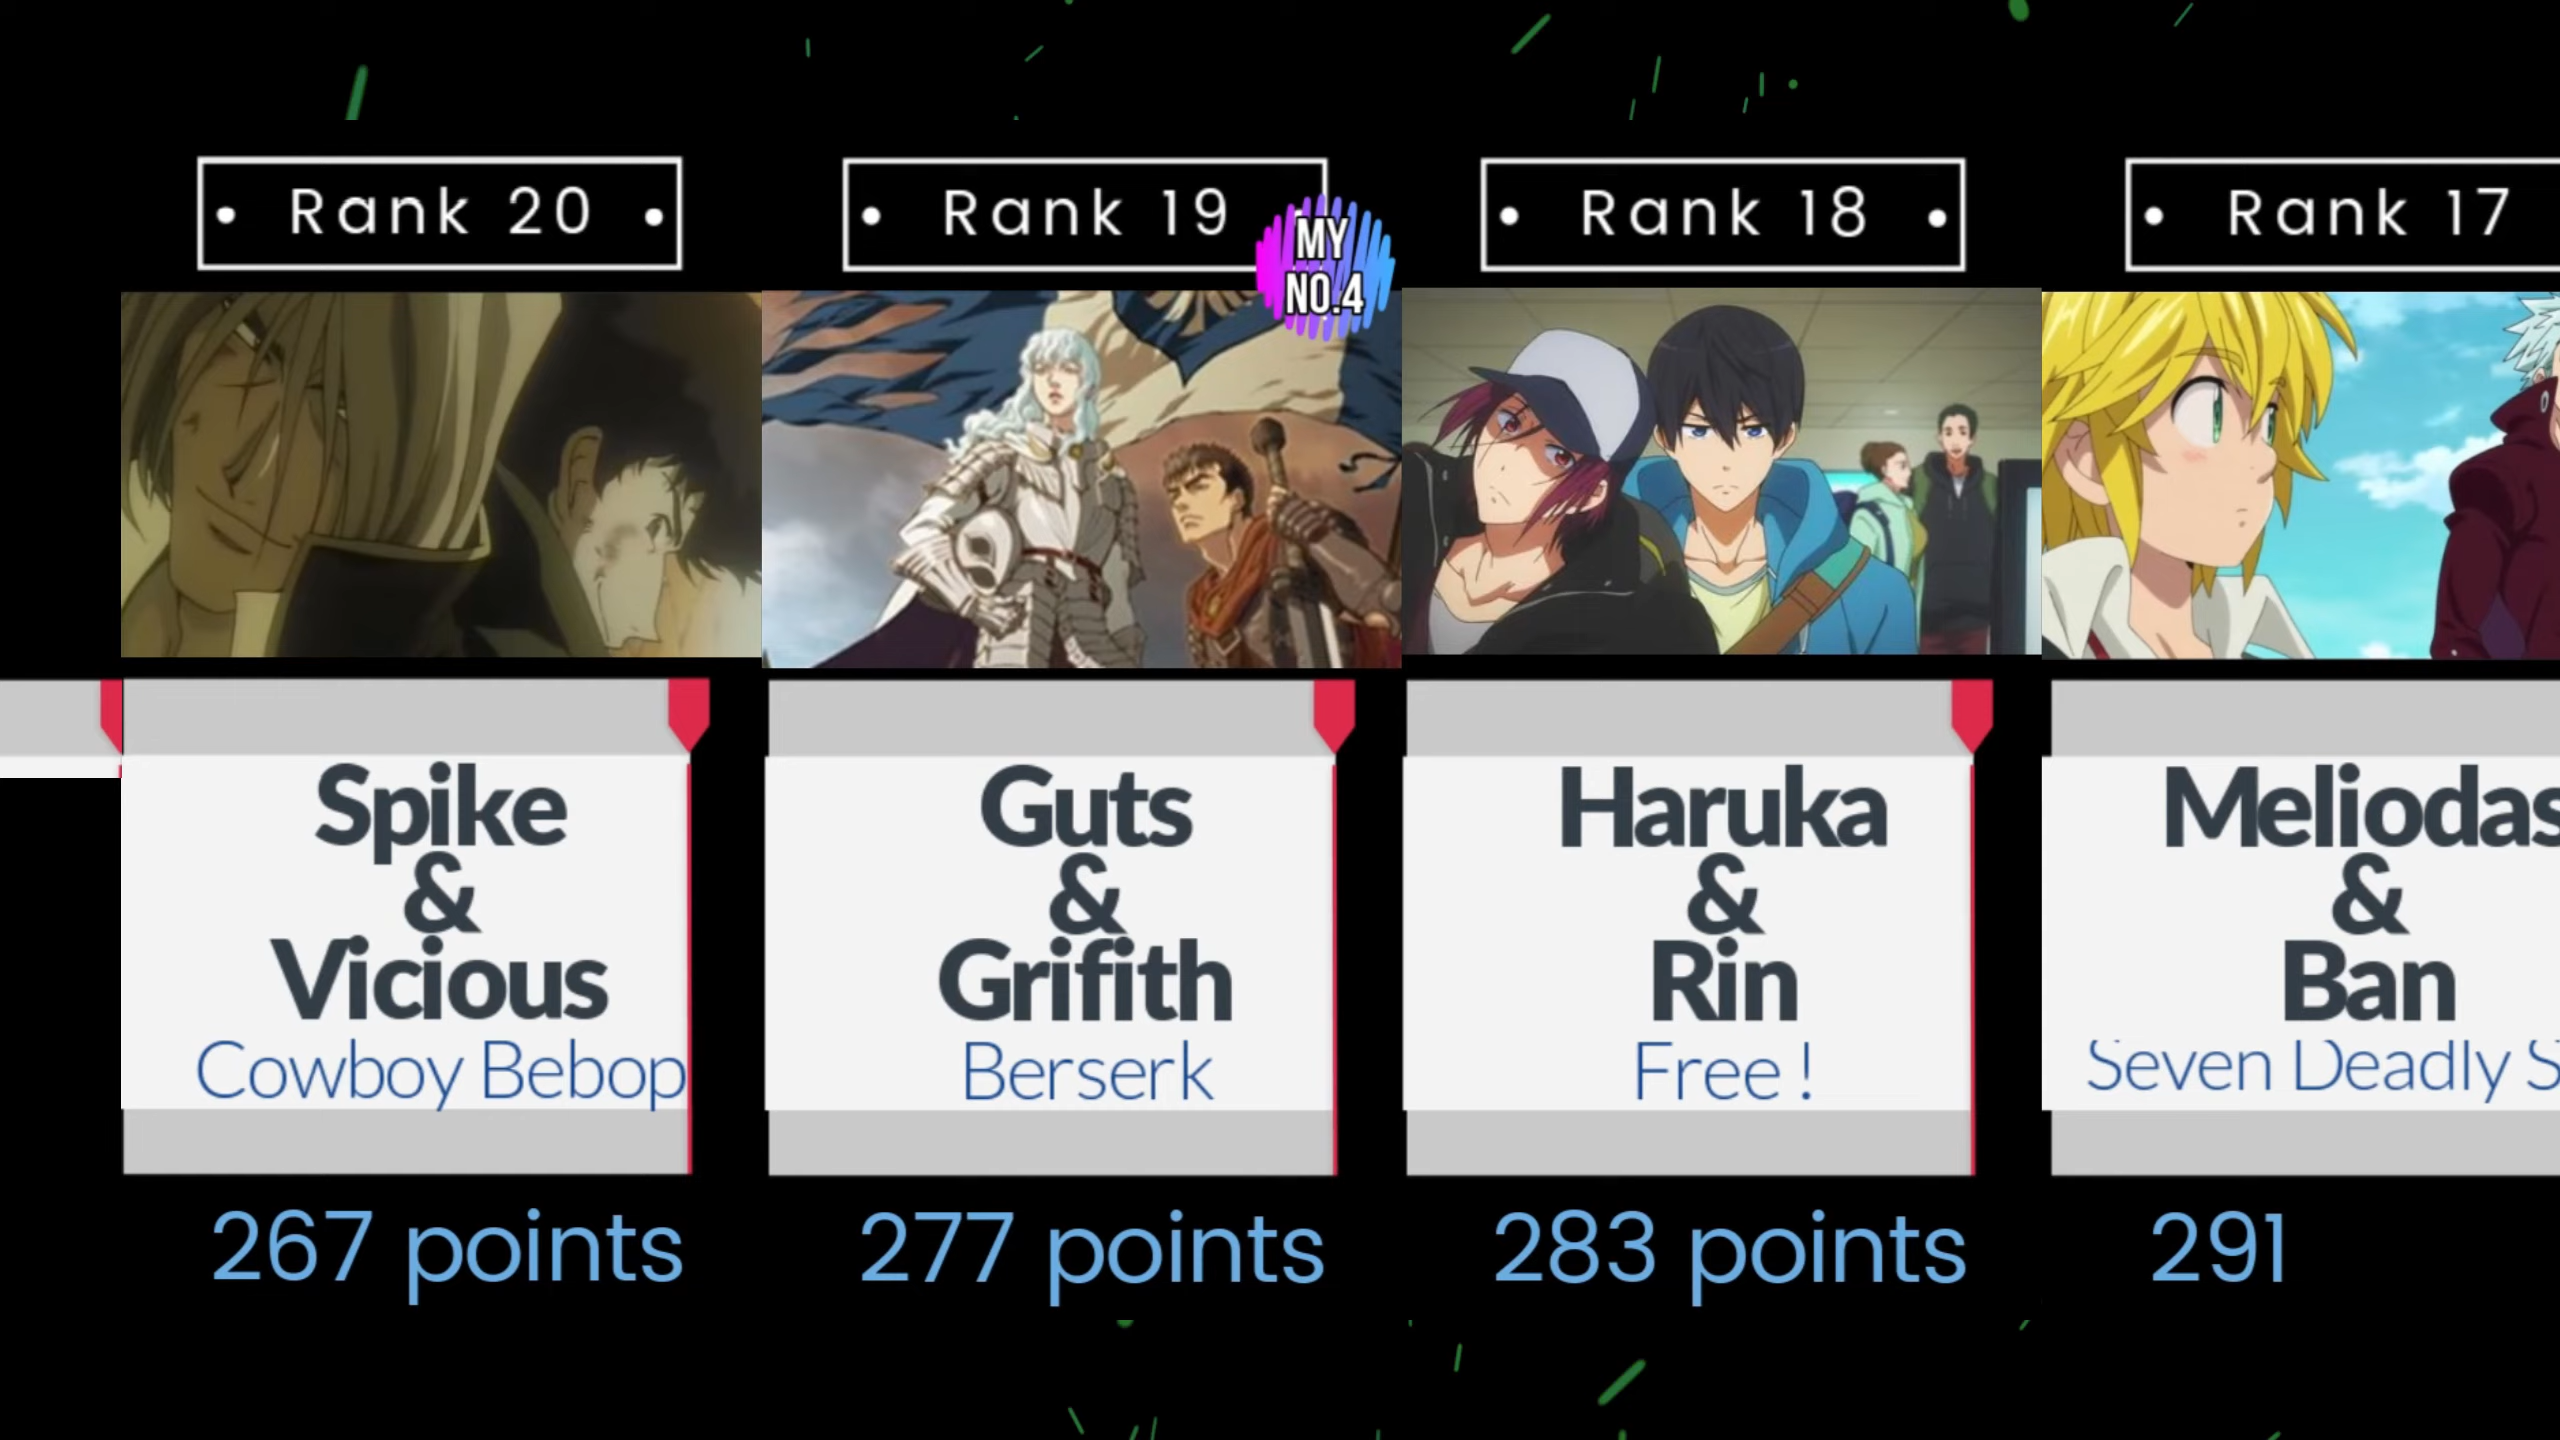 Rank 20
Spike
&
Vicious
Cowboy Bebop
267 points
Rank 19
MY
NO.4
Guts
&
Grifith
Berserk
277 points
Rank 18
Haruka
&
Rin
Free !
283 points
Rank 17
Meliodas
&
Ban
Seven Deadly S
291